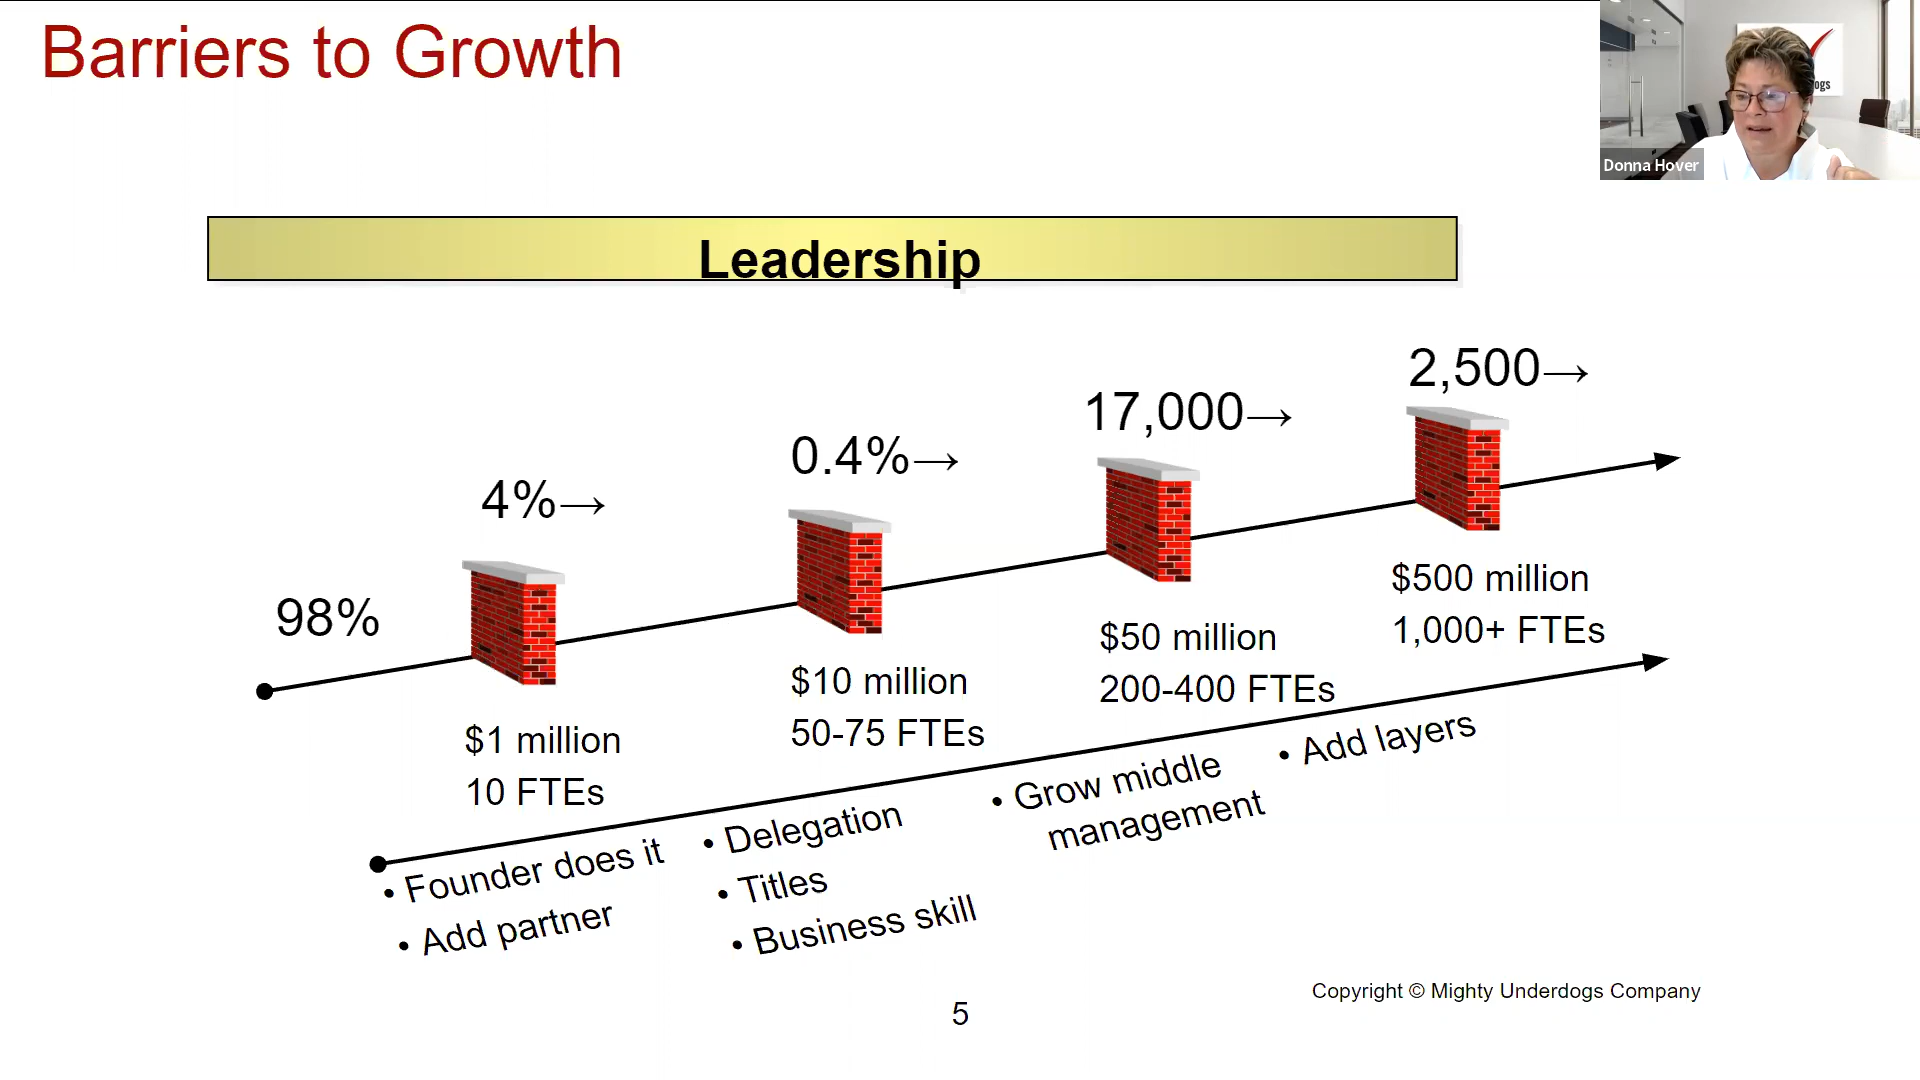 Barriers to Growth
ogs
Donna Hover
Leadership
2,500→
17,000→
0.4%→
4%→
98%
$500 million
1,000+ FTEs
$50 million
200-400 FTEs
$10 million
50-75 FTEs
$1 million
10 FTEs
• Founder does it
• Add partner
• Delegation
• Titles
• Business skill
• Grow middle
management
• Add layers
Copyright © Mighty Underdogs Company
5